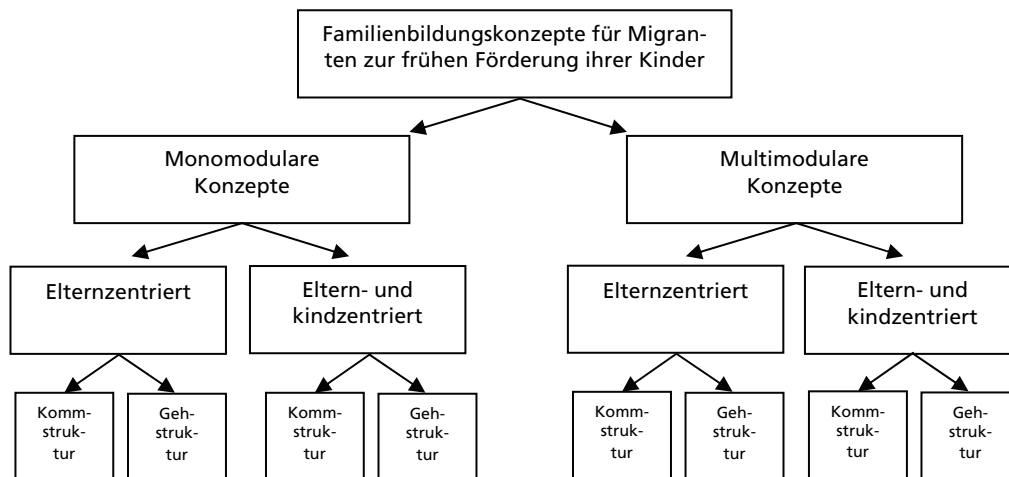 Familienbildungskonzepte für Migran-
ten zur frühen Förderung ihrer Kinder
Monomodulare
Konzepte
Multimodulare
Konzepte
Elternzentriert
Eltern- und
kindzentriert
Elternzentriert
Eltern- und
kindzentriert
Komm-
struk-
tur
Geh-
struk-
tur
Komm-
struk-
tur
Geh-
struk-
tur
Komm-
struk-
tur
Geh-
struk-
tur
Komm-
struk-
tur
Geh-
struk-
tur